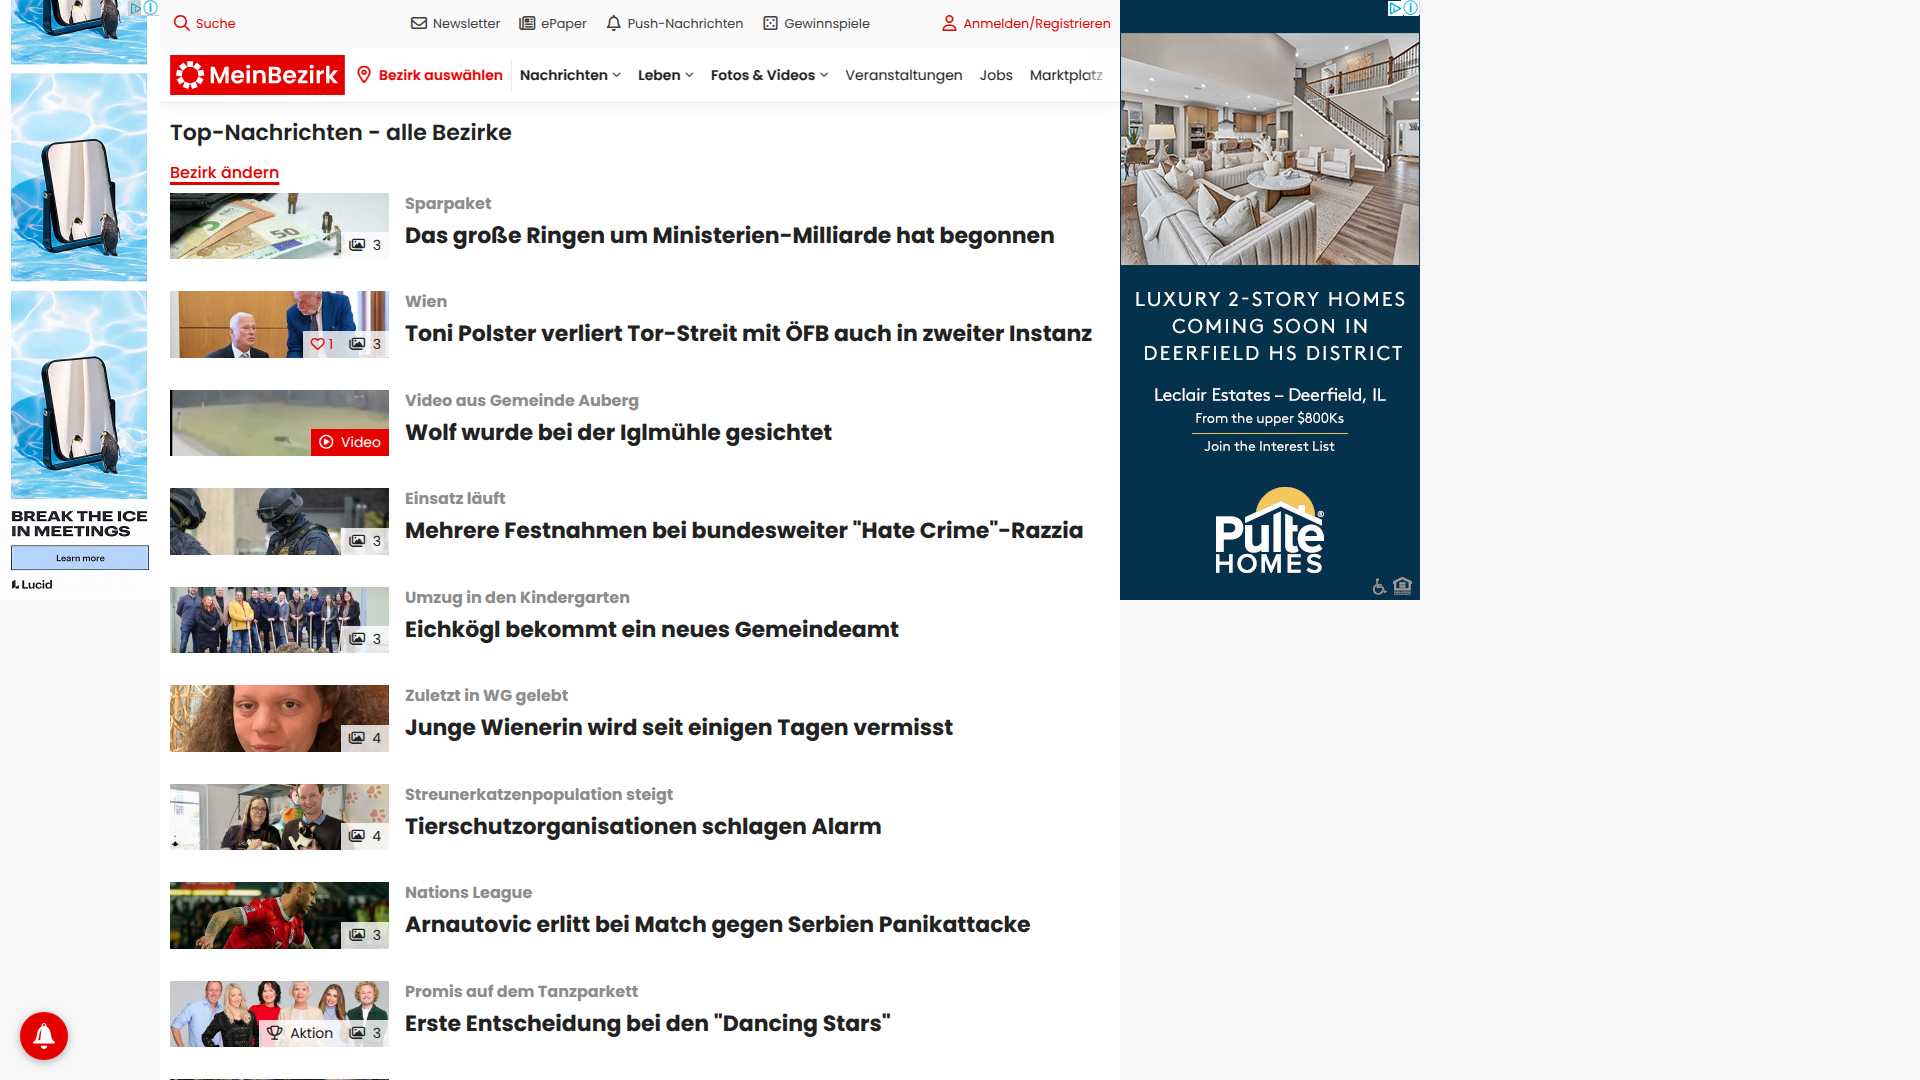 Suche
Newsletter
ePaper
Push-Nachrichten
Gewinnspiele
Anmelden/Registrieren
MeinBezirk
Bezirk auswählen
Nachrichten
Leben
Fotos & Videos
Veranstaltungen
Jobs
Marktplatz
Top-Nachrichten - alle Bezirke
Bezirk ändern
Sparpaket
Das große Ringen um Ministerien-Milliarde hat begonnen
3
Wien
Toni Polster verliert Tor-Streit mit ÖFB auch in zweiter Instanz
1
3
Video aus Gemeinde Auberg
Wolf wurde bei der Iglmühle gesichtet
Video
Einsatz läuft
Mehrere Festnahmen bei bundesweiter "Hate Crime"-Razzia
3
Umzug in den Kindergarten
Eichkögl bekommt ein neues Gemeindeamt
3
Zuletzt in WG gelebt
Junge Wienerin wird seit einigen Tagen vermisst
4
Streunerkatzenpopulation steigt
Tierschutzorganisationen schlagen Alarm
4
Nations League
Arnautovic erlitt bei Match gegen Serbien Panikattacke
3
Promis auf dem Tanzparkett
Erste Entscheidung bei den "Dancing Stars"
Aktion
3
BREAK THE ICE
IN MEETINGS
Learn more
Lucid
LUXURY 2-STORY HOMES
COMING SOON IN
DEERFIELD HS DISTRICT
Leclair Estates – Deerfield, IL
From the upper $800Ks
Join the Interest List
Pulte®
HOMES